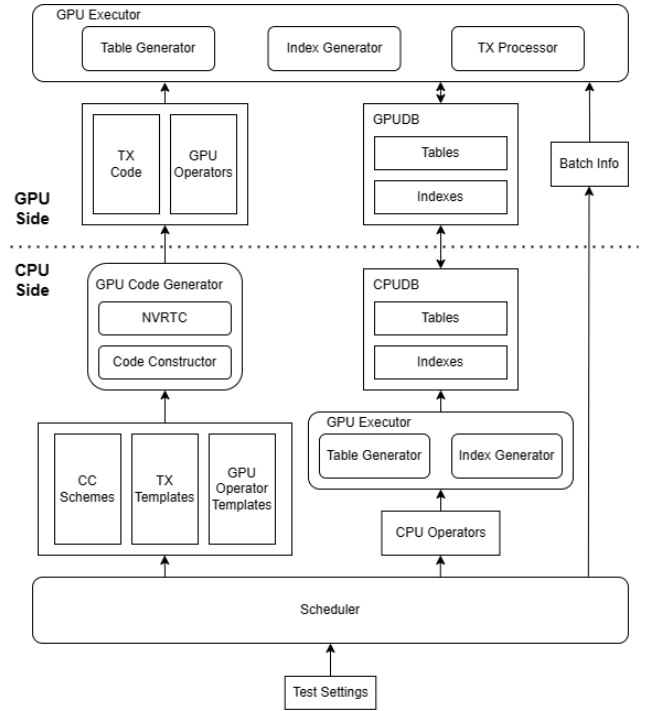 GPU Executor
Table Generator
Index Generator
TX Processor
TX
Code
GPU
Operators
GPUDB
Tables
Indexes
Batch Info
GPU
Side
CPU
Side
GPU Code Generator
NVRTC
Code Constructor
CPUDB
Tables
Indexes
CC
Schemes
TX
Templates
GPU
Operator
Templates
GPU Executor
Table Generator
Index Generator
CPU Operators
Scheduler
Test Settings